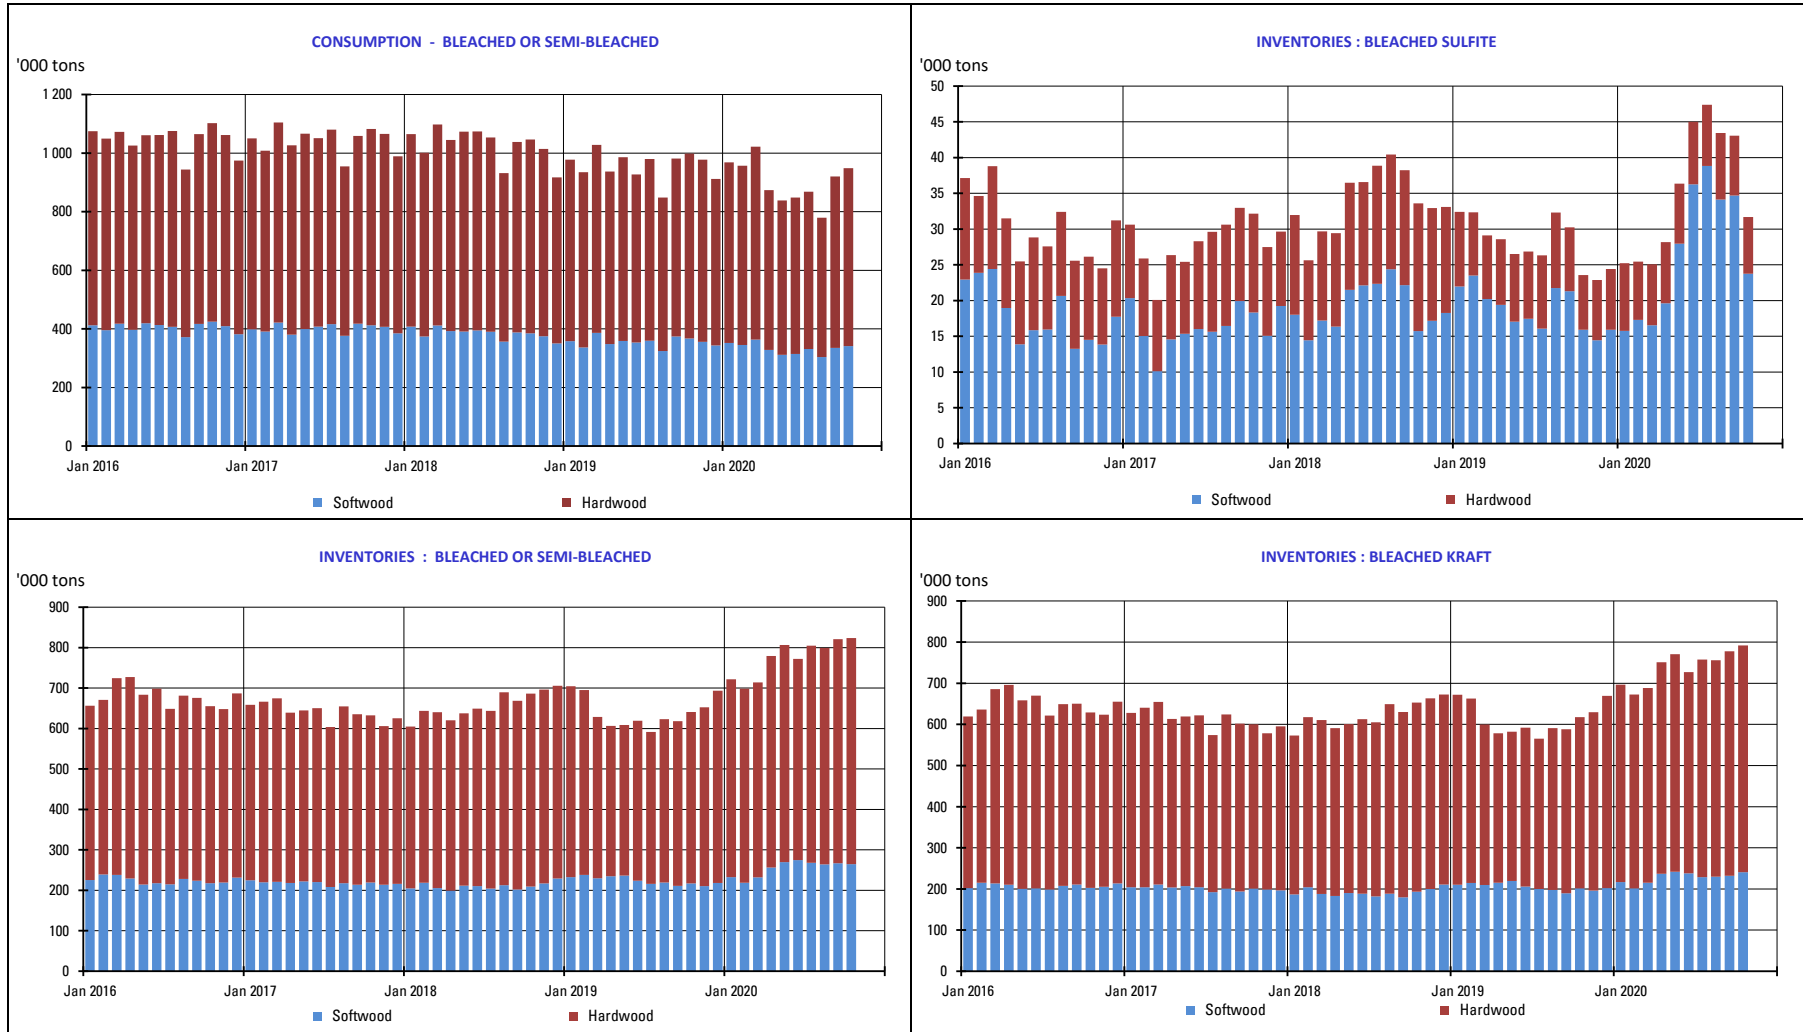 CONSUMPTION - BLEACHED OR SEMI-BLEACHED
'000 tons
1 200
1 000
800
600
400
200
0
Jan 2016 Jan 2017 Jan 2018 Jan 2019 Jan 2020
Softwood Hardwood
INVENTORIES : BLEACHED SULFITE
'000 tons
50
45
40
35
30
25
20
15
10
5
0
Jan 2016 Jan 2017 Jan 2018 Jan 2019 Jan 2020
Softwood Hardwood
INVENTORIES : BLEACHED OR SEMI-BLEACHED
'000 tons
900
800
700
600
500
400
300
200
100
0
Jan 2016 Jan 2017 Jan 2018 Jan 2019 Jan 2020
Softwood Hardwood
INVENTORIES : BLEACHED KRAFT
'000 tons
900
800
700
600
500
400
300
200
100
0
Jan 2016 Jan 2017 Jan 2018 Jan 2019 Jan 2020
Softwood Hardwood